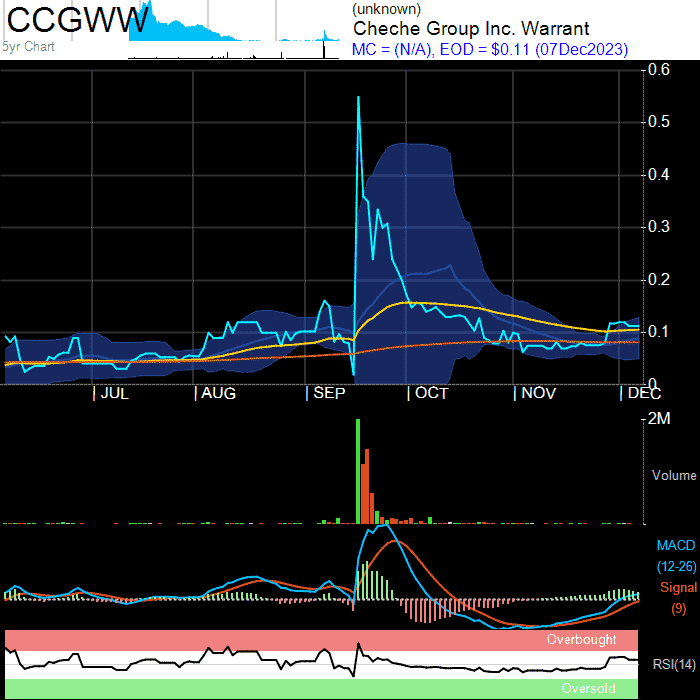 CCGWW
5yr Chart
(unknown)
Cheche Group Inc. Warrant
MC = (N/A), EOD = $0.11 (07Dec2023)
0.6
0.5
0.4
0.3
0.2
0.1
0
JUL
AUG
SEP
OCT
NOV
DEC
2M
Volume
MACD
(12-26)
Signal
(9)
Overbought
RSI(14)
Oversold